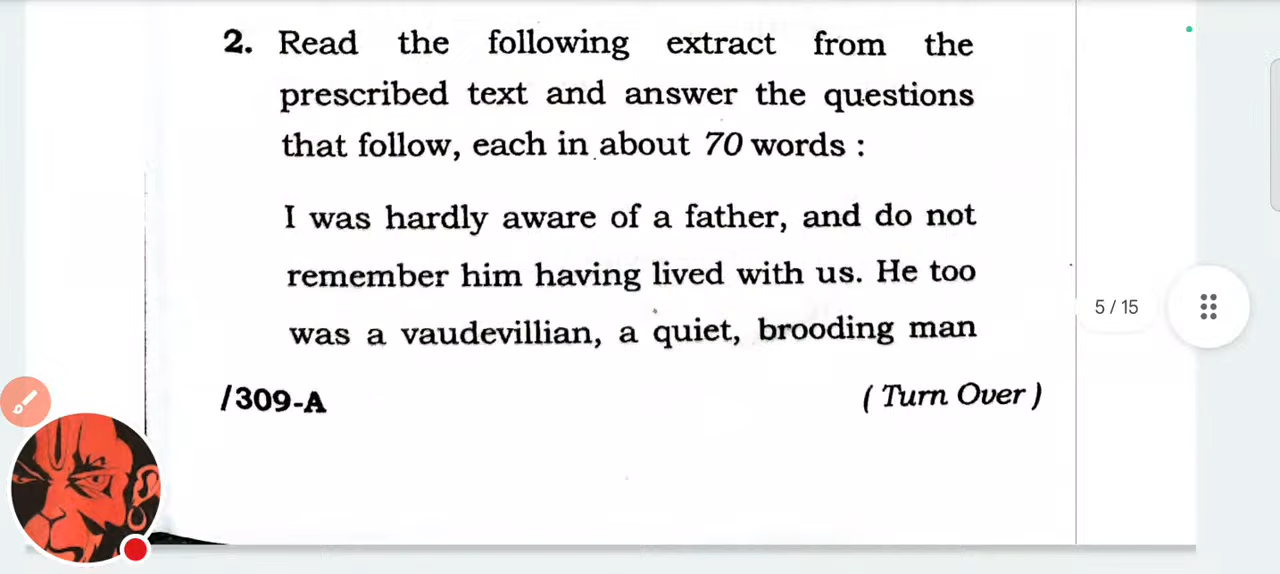 2. Read the following extract from the
prescribed text and answer the questions
that follow, each in about 70 words :
I was hardly aware of a father, and do not
remember him having lived with us. He too
was a vaudevillian, a quiet, brooding man
5 / 15
/309-A
( Turn Over )